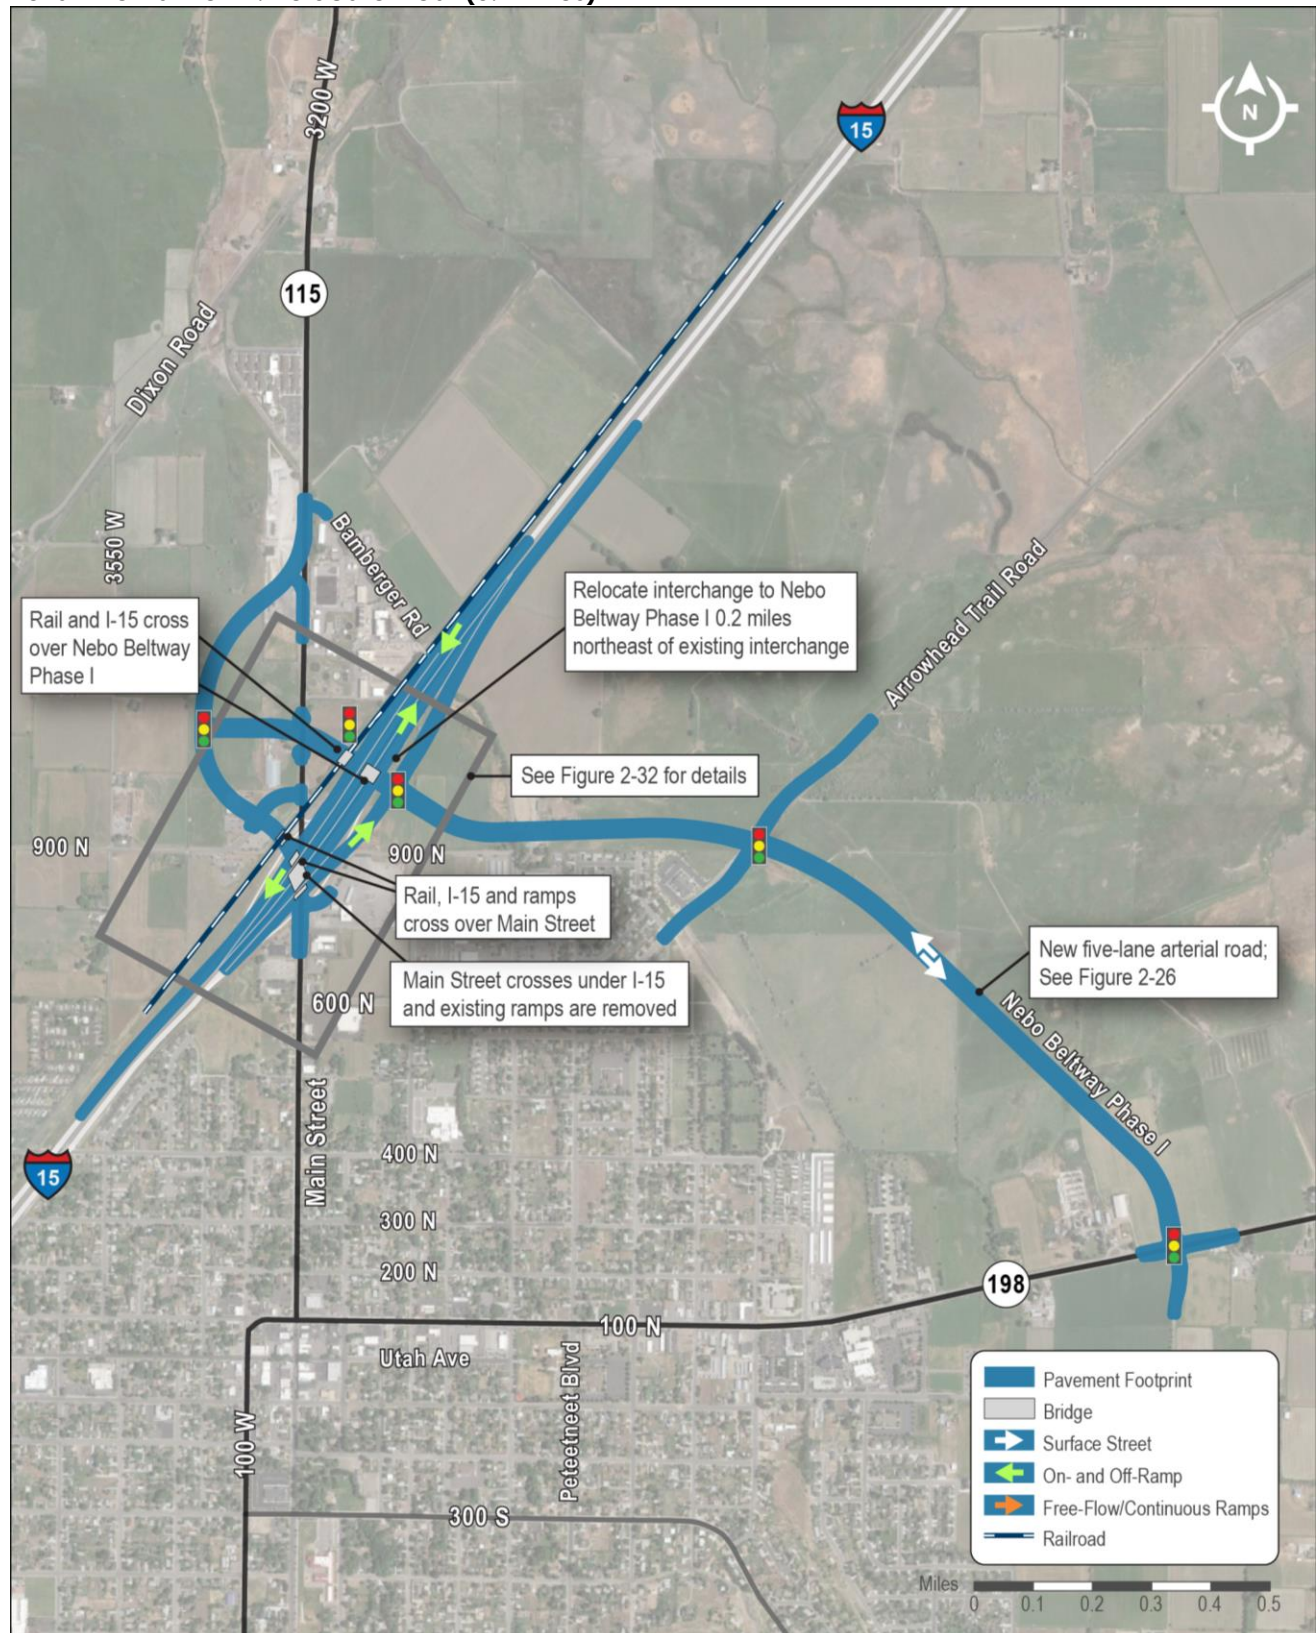 3200 W
15
N
115
Dixon Road
3550 W
Bamberger Rd
Rail and I-15 cross
over Nebo Beltway
Phase I
Relocate interchange to Nebo
Beltway Phase I 0.2 miles
northeast of existing interchange
Arrowhead Trail Road
See Figure 2-32 for details
900 N
900 N
Rail, I-15 and ramps
cross over Main Street
Main Street crosses under I-15
and existing ramps are removed
New five-lane arterial road;
See Figure 2-26
600 N
Nebo Beltway Phase I
Main Street
400 N
15
300 N
200 N
198
100 N
Utah Ave
Peteetneet Blvd
100 W
300 S
Pavement Footprint
Bridge
Surface Street
On- and Off-Ramp
Free-Flow/Continuous Ramps
Railroad
Miles
0 0.1 0.2 0.3 0.4 0.5